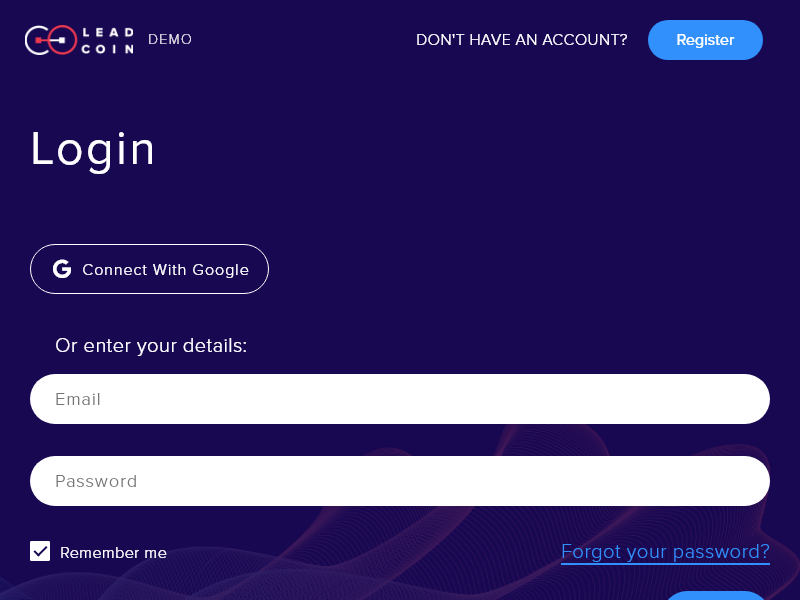 LEAD
COIN
DEMO
DON'T HAVE AN ACCOUNT?
Register
Login
G Connect With Google
Or enter your details:
Email
Password
Remember me
Forgot your password?